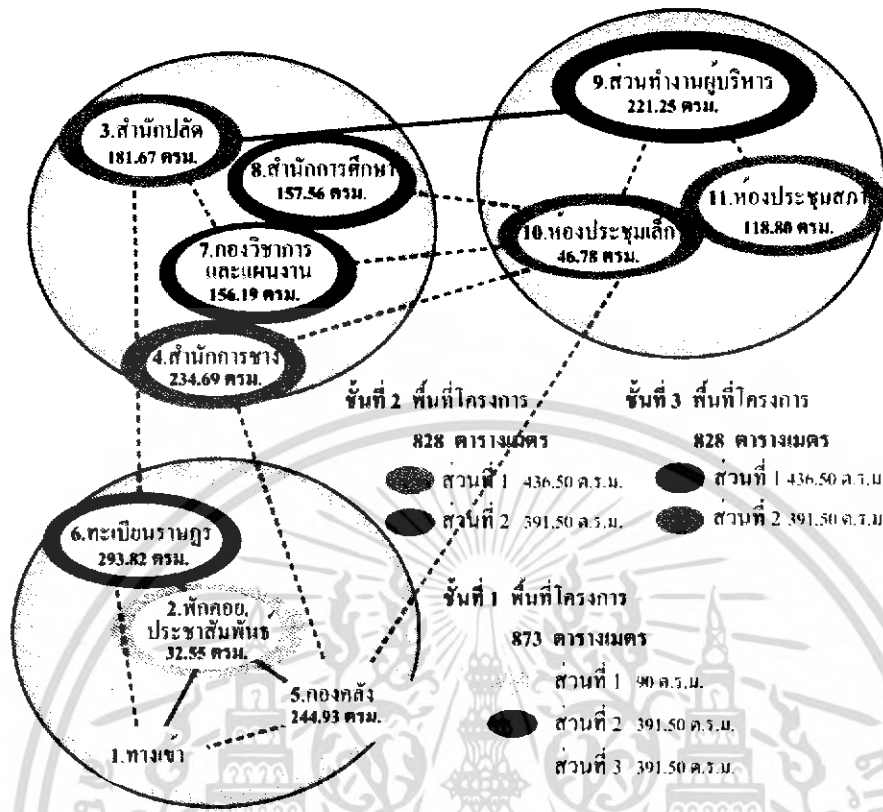 9.ส่วนทำงานผู้บริหาร
221.25 ตรม.
3.สำนักปลัด
181.67 ตรม.
8.สำนักการศึกษา
157.56 ตรม.
11.ห้องประชุมสภา
118.80 ตรม.
10.ห้องประชุมเล็ก
46.78 ตรม.
7.กองวิชาการ
และแผนงาน
156.19 ตรม.
4.สำนักการช่าง
234.69 ตรม.
ชั้นที่ 2 พื้นที่โครงการ
828 ตารางเมตร
ส่วนที่ 1 436.50 ต.ร.ม.
ส่วนที่ 2 391.50 ต.ร.ม.
ชั้นที่ 3 พื้นที่โครงการ
828 ตารางเมตร
ส่วนที่ 1 436.50 ต.ร.ม
ส่วนที่ 2 391.50 ต.ร.ม
6.ทะเบียนราษฎร
293.82 ตรม.
2.พักคอย,
ประชาสัมพันธ์
32.55 ตรม.
5.กองคลัง
244.93 ตรม.
1.ทางเข้า
ชั้นที่ 1 พื้นที่โครงการ
873 ตารางเมตร
ส่วนที่ 1 90 ต.ร.ม.
ส่วนที่ 2 391.50 ต.ร.ม.
ส่วนที่ 3 391.50 ต.ร.ม.